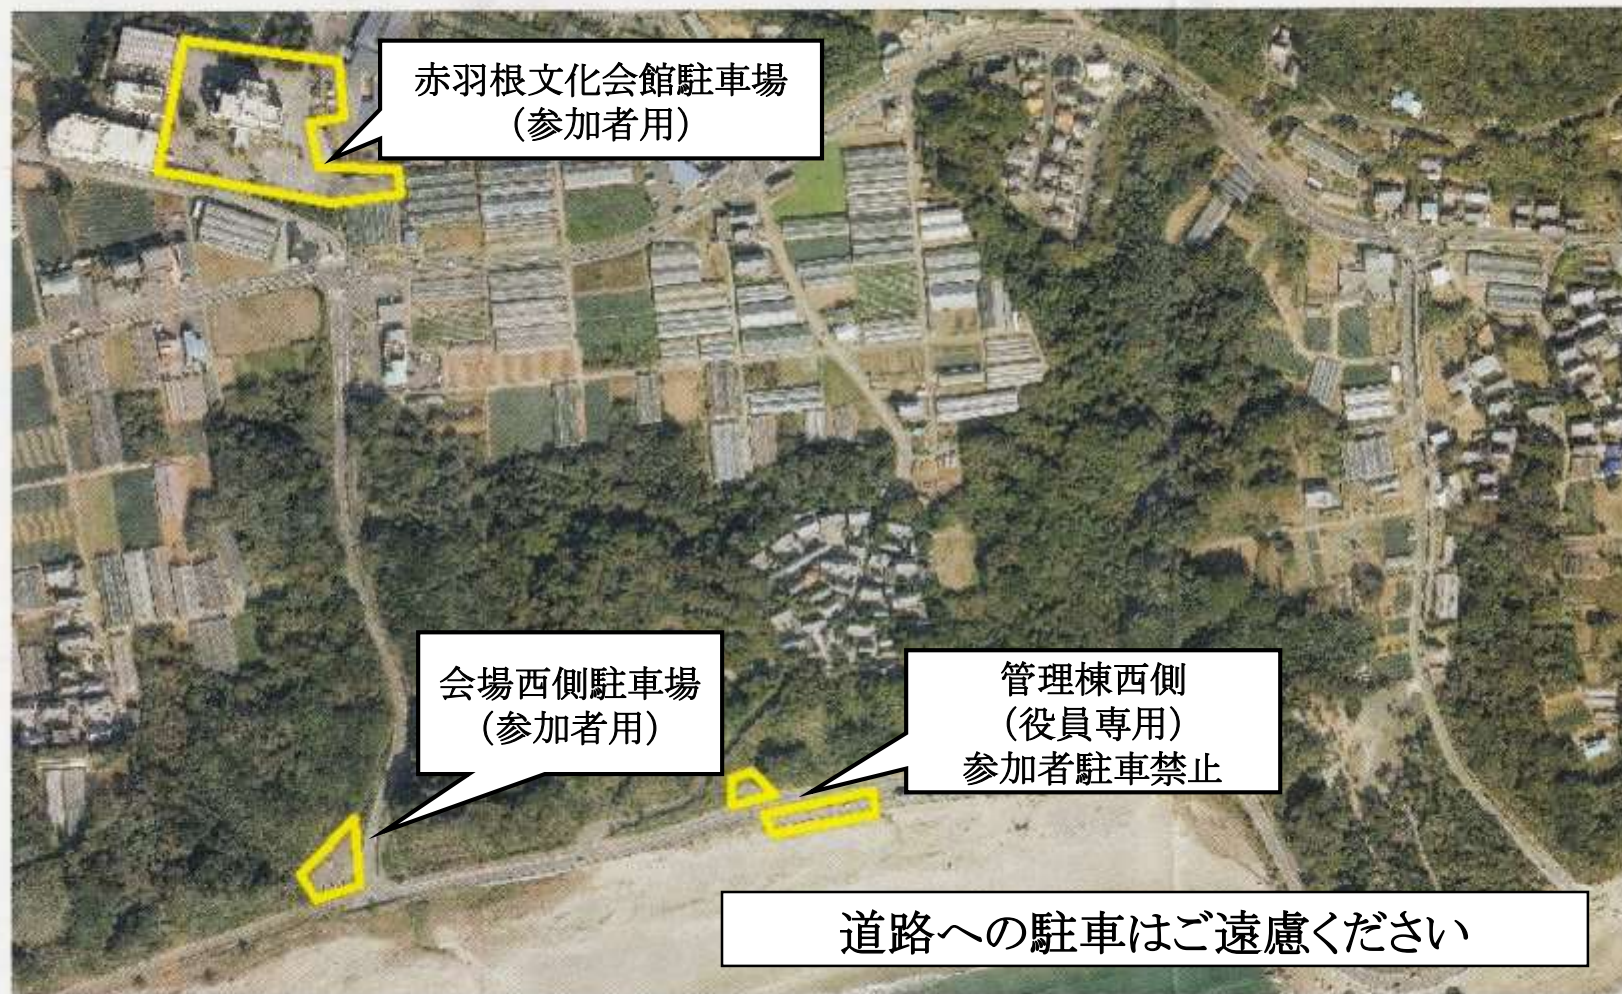 赤羽根文化会館駐車場
（参加者用）
会場西側駐車場
（参加者用）
管理棟西側
（役員専用）
参加者駐車禁止
道路への駐車はご遠慮ください